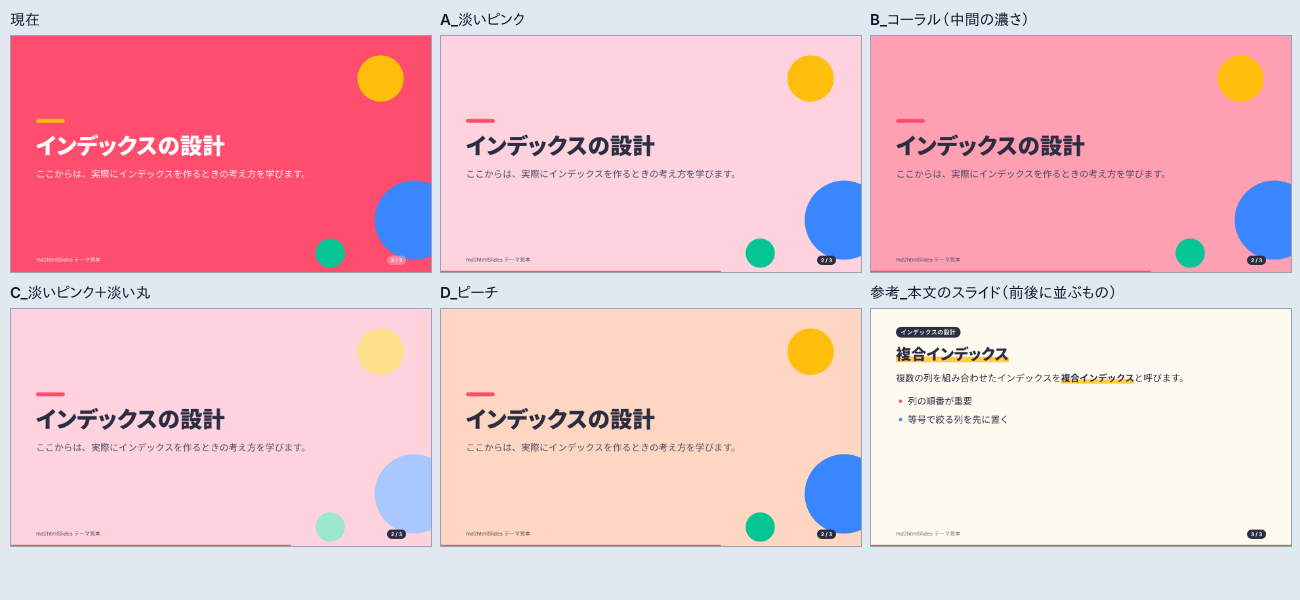 現在
インデックスの設計
ここからは、実際にインデックスを作るときの考え方を学びます。
md2htmlSlides テーマ見本
2 / 3
A_淡いピンク
インデックスの設計
ここからは、実際にインデックスを作るときの考え方を学びます。
md2htmlSlides テーマ見本
2 / 3
B_コーラル（中間の濃さ）
インデックスの設計
ここからは、実際にインデックスを作るときの考え方を学びます。
md2htmlSlides テーマ見本
2 / 3
C_淡いピンク＋淡い丸
インデックスの設計
ここからは、実際にインデックスを作るときの考え方を学びます。
md2htmlSlides テーマ見本
2 / 3
D_ピーチ
インデックスの設計
ここからは、実際にインデックスを作るときの考え方を学びます。
md2htmlSlides テーマ見本
2 / 3
参考_本文のスライド（前後に並ぶもの）
インデックスの設計
複合インデックス
複数の列を組み合わせたインデックスを複合インデックスと呼びます。
列の順番が重要
等号で絞る列を先に置く
md2htmlSlides テーマ見本
3 / 3